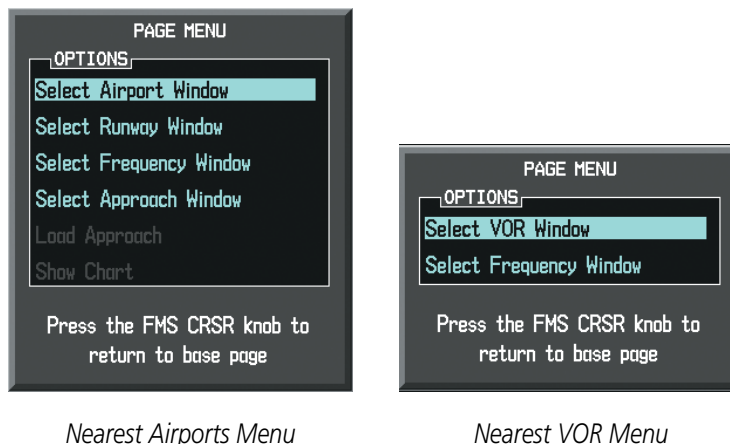 PAGE MENU
OPTIONS
Select Airport Window
Select Runway Window
Select Frequency Window
Select Approach Window
Load Approach
Show Chart
Press the FMS CRSR knob to
return to base page
Nearest Airports Menu
PAGE MENU
OPTIONS
Select VOR Window
Select Frequency Window
Press the FMS CRSR knob to
return to base page
Nearest VOR Menu